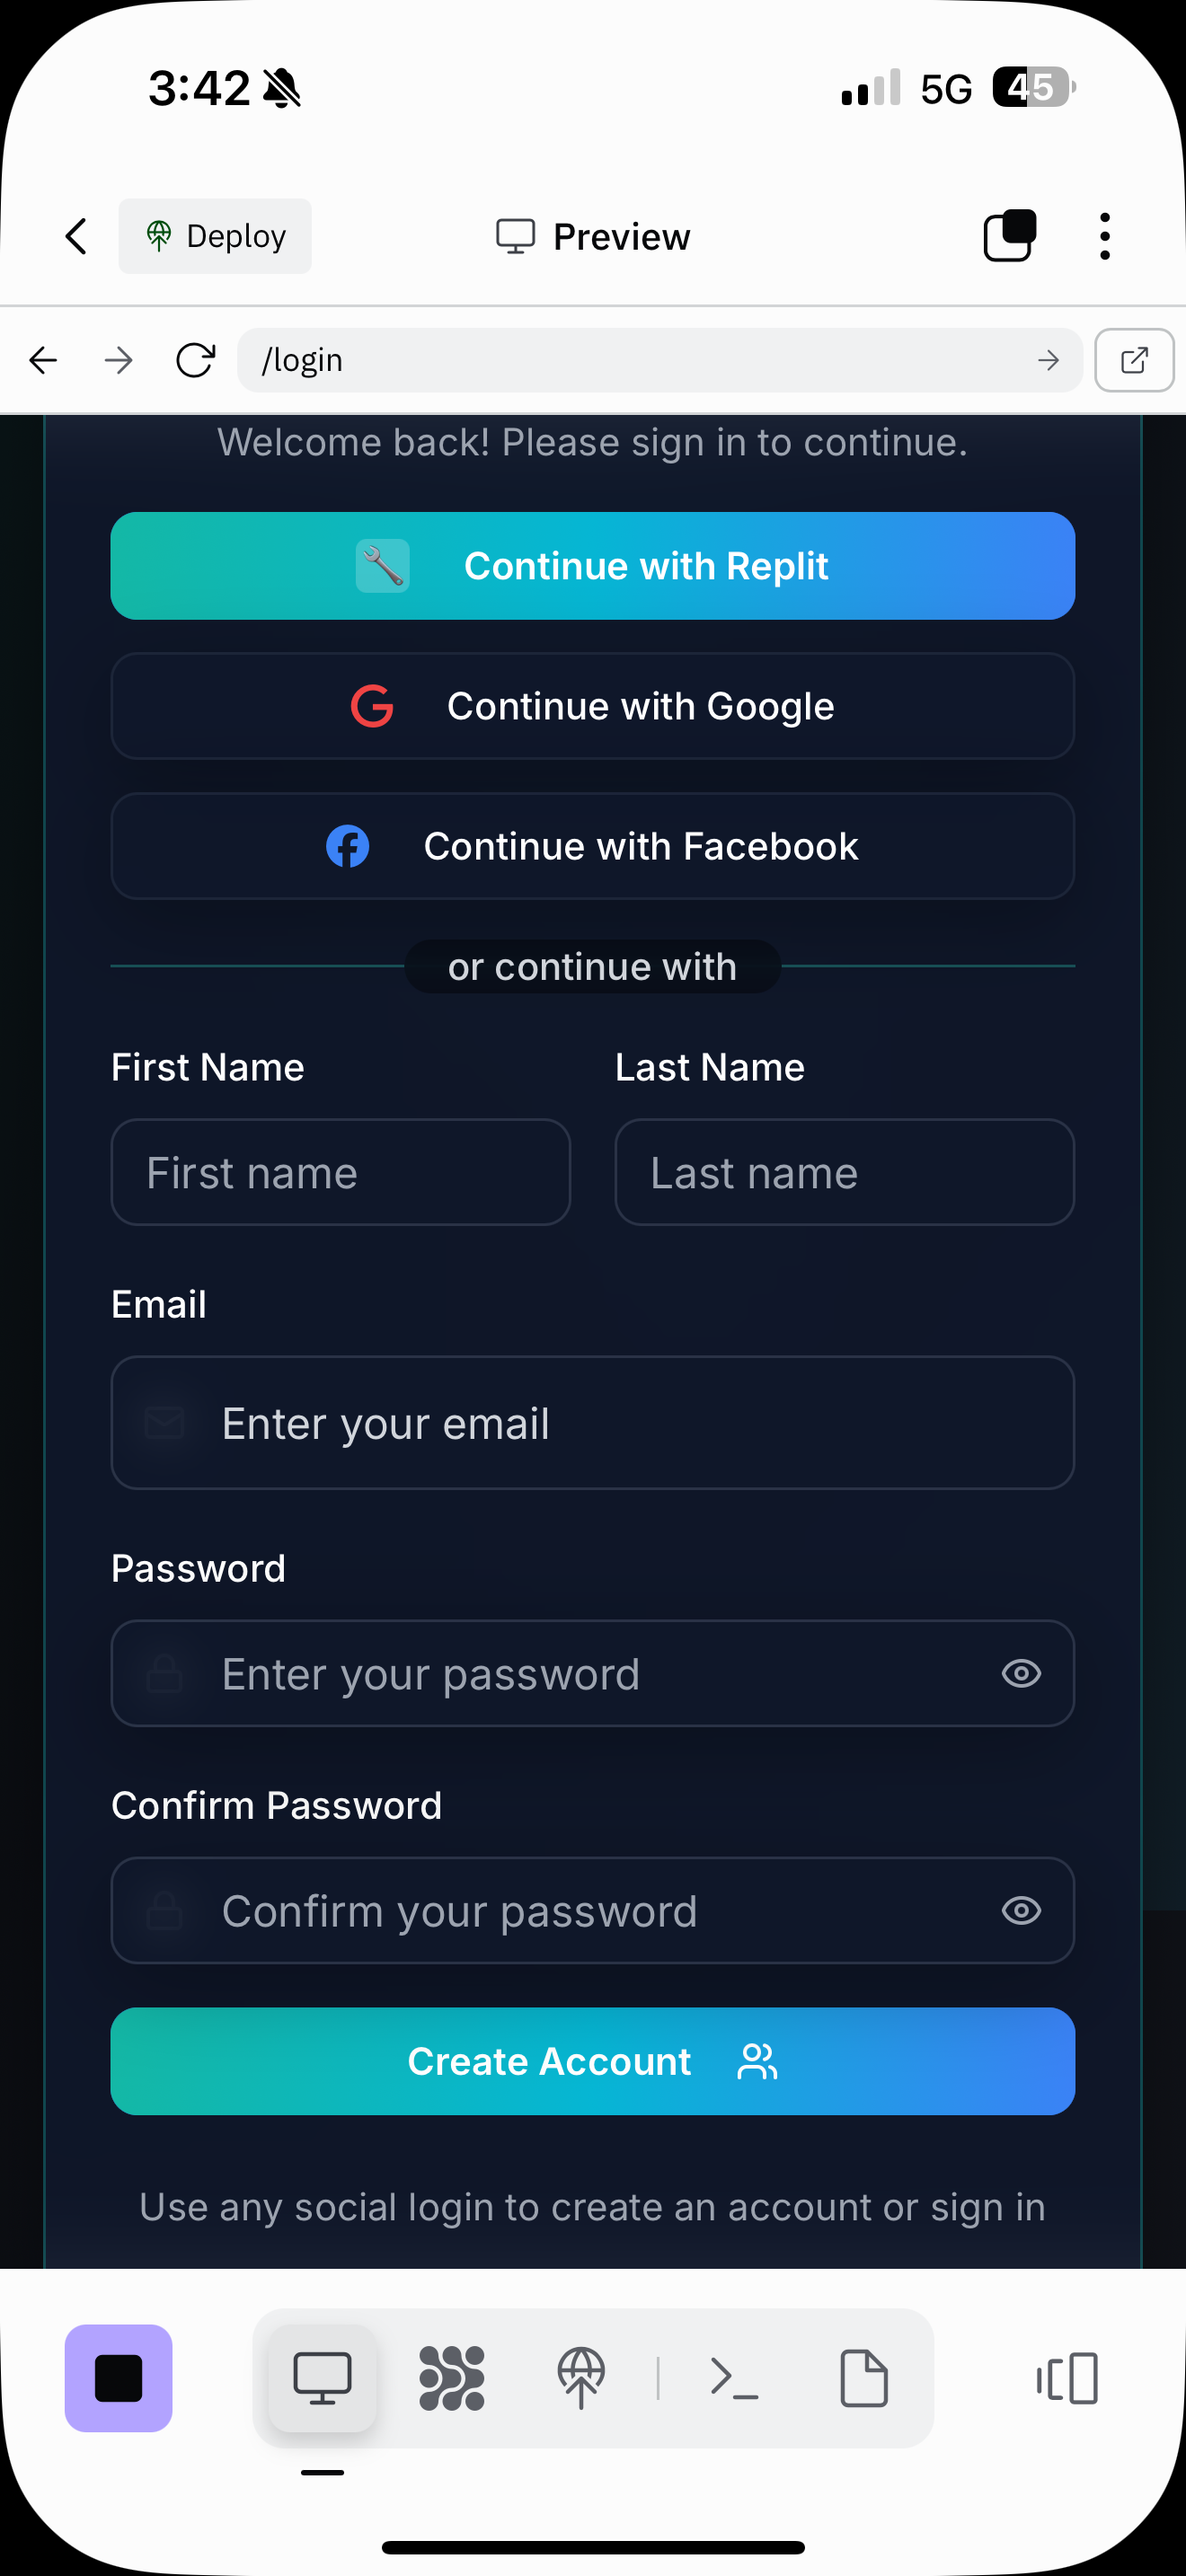 3:42
5G
45
Deploy
Preview
/login
Welcome back! Please sign in to continue.
Continue with Replit
Continue with Google
Continue with Facebook
or continue with
First Name
Last Name
First name
Last name
Email
Enter your email
Password
Enter your password
Confirm Password
Confirm your password
Create Account
Use any social login to create an account or sign in